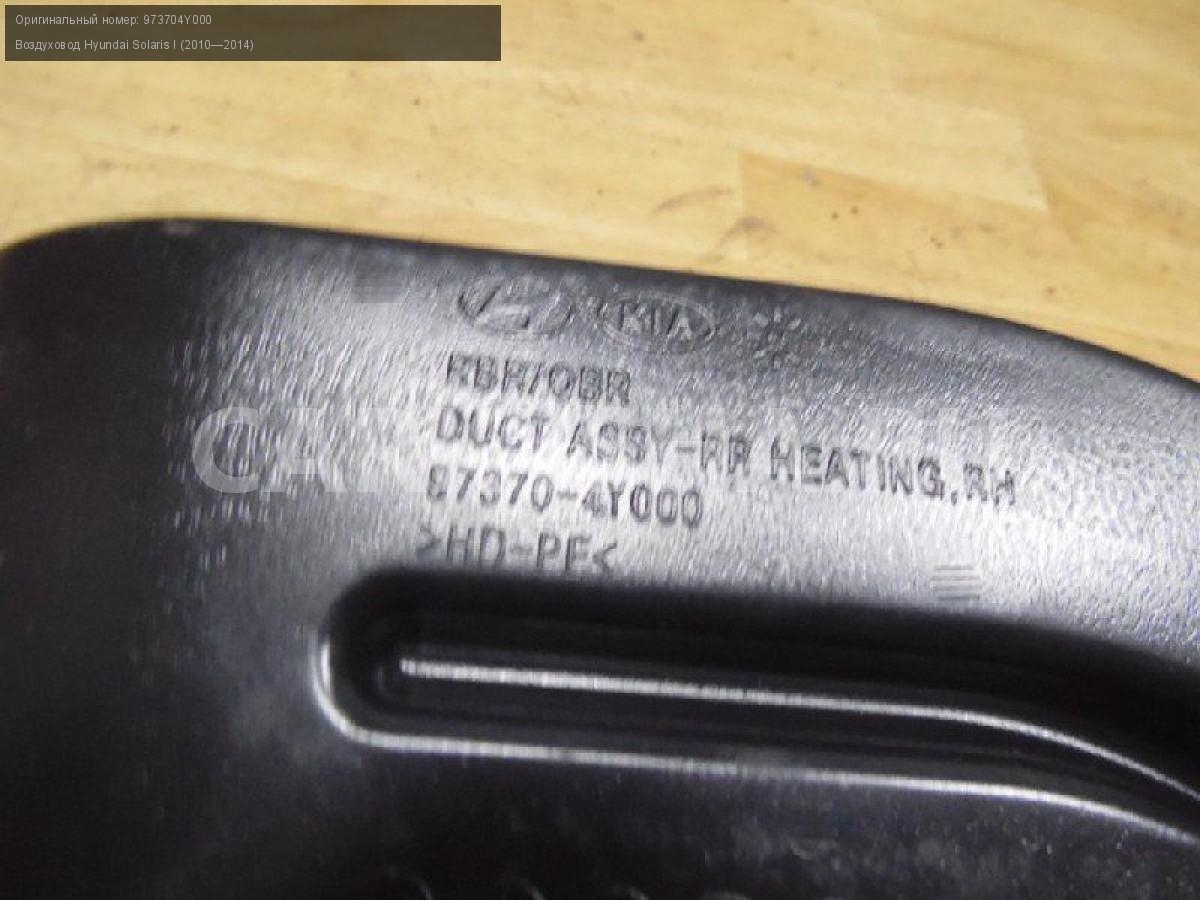 Оригинальный номер: 973704Y000
Воздуховод Hyundai Solaris I (2010—2014)
KIA
RBR/QBR
DUCT ASSY-RR HEATING,RH
97370-4Y000
>HD-PE<